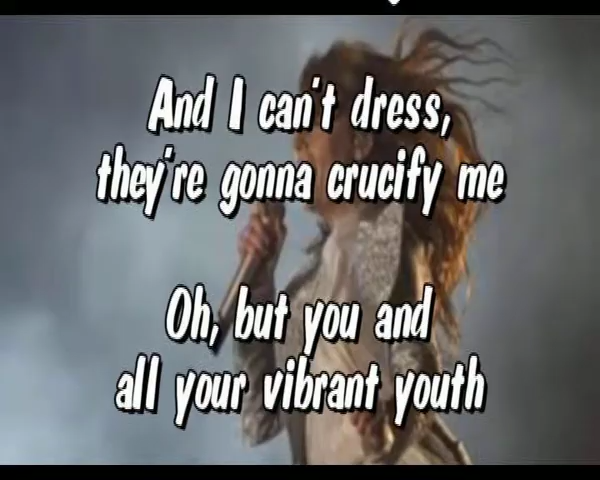 And I can't dress,
they're gonna crucify me
Oh, but you and
all your vibrant youth